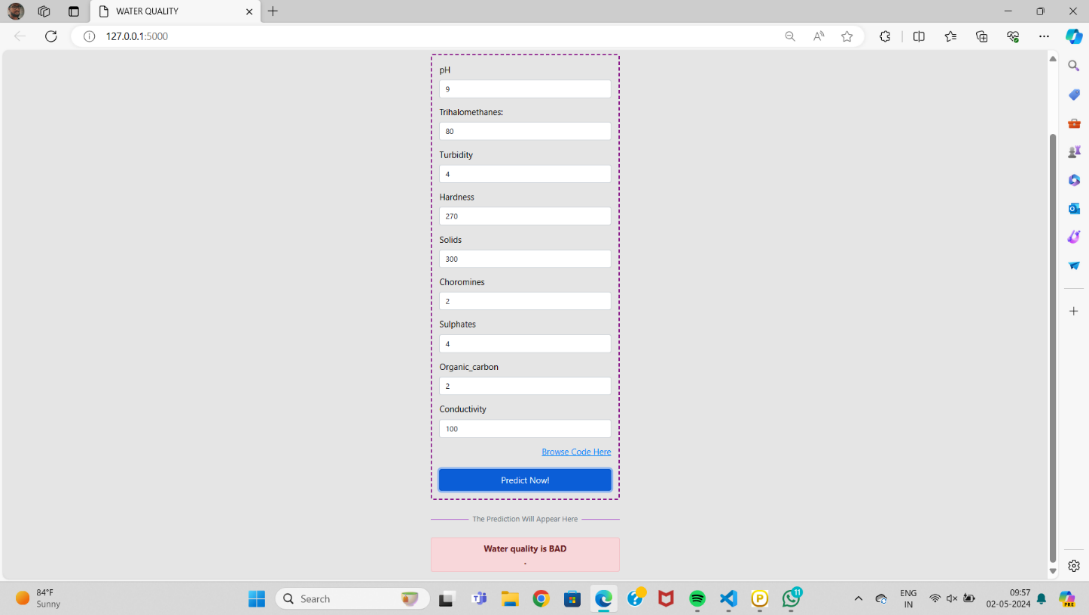 WATER QUALITY
127.0.0.1:5000
pH
9
Trihalomethanes:
80
Turbidity
4
Hardness
270
Solids
300
Choromines
2
Sulphates
4
Organic_carbon
2
Conductivity
100
Browse Code Here
Predict Now!
The Prediction Will Appear Here
Water quality is BAD
.
84°F
Sunny
Search
ENG
IN
09:57
02-05-2024